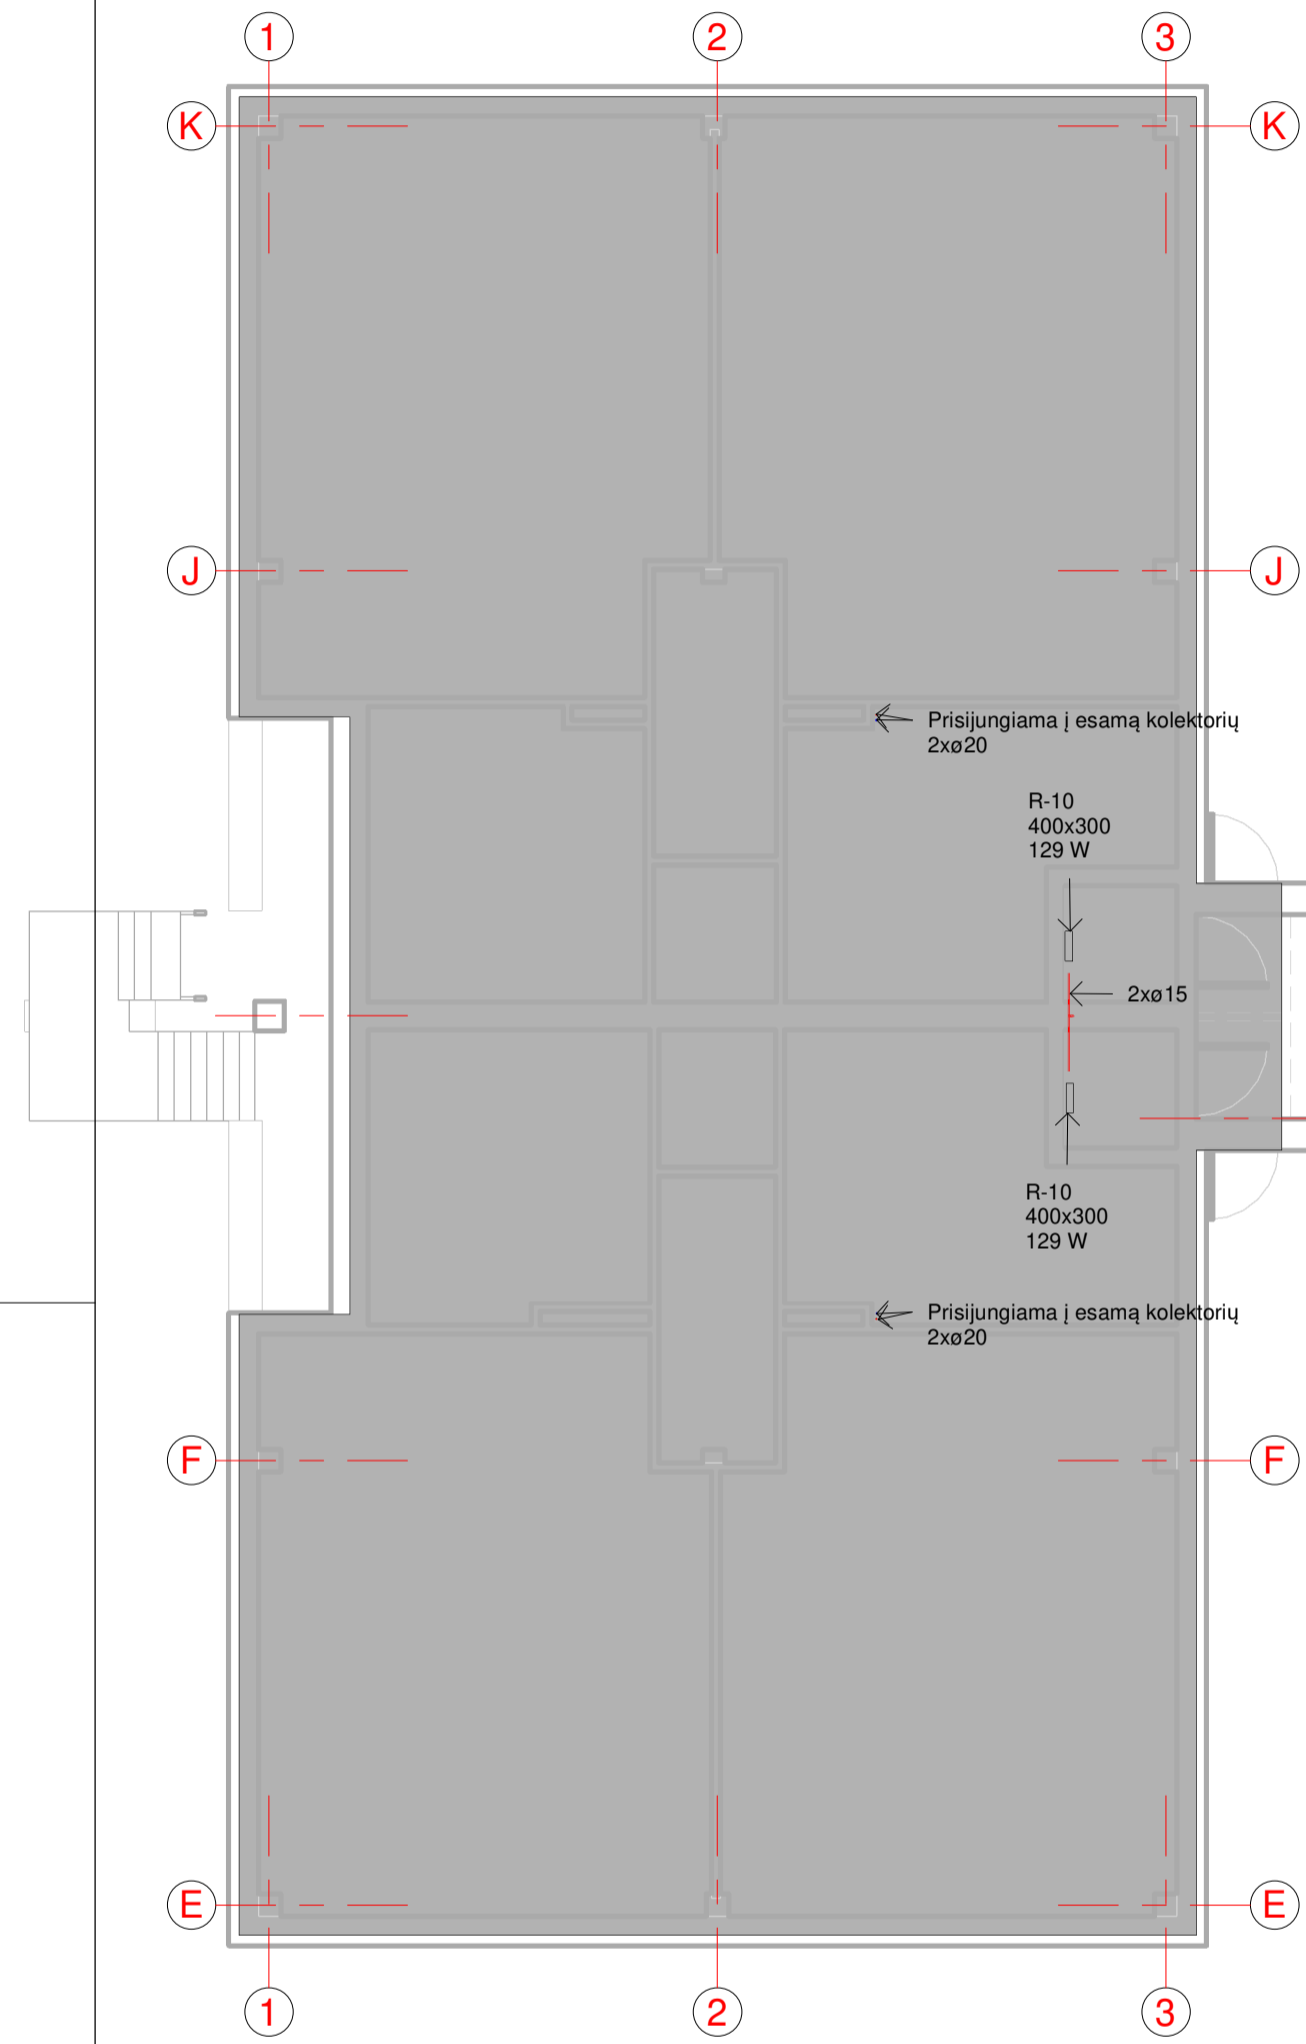 1
2
3
K
K
J
J
Prisijungiama į esamą kolektorių
2xø20
R-10
400x300
129 W
2xø15
R-10
400x300
129 W
Prisijungiama į esamą kolektorių
2xø20
F
F
E
E
1
2
3